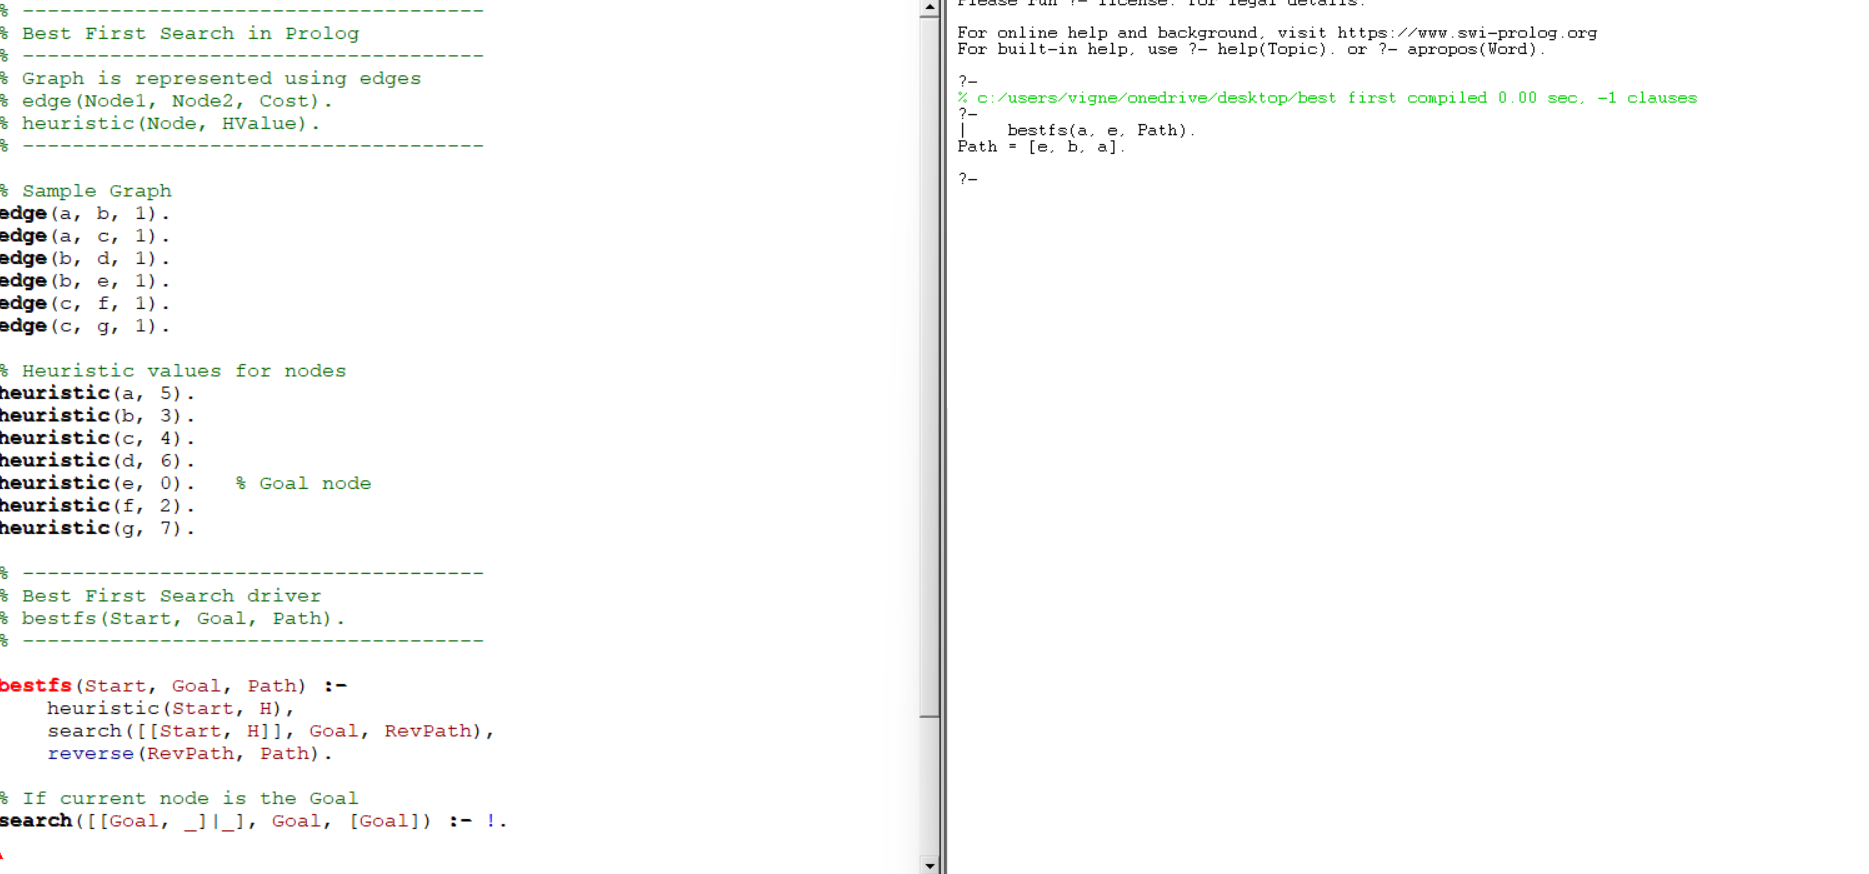 % -------------------------------------
% Best First Search in Prolog
% -------------------------------------
% Graph is represented using edges
% edge(Node1, Node2, Cost).
% heuristic(Node, HValue).
% -------------------------------------
% Sample Graph
edge(a, b, 1).
edge(a, c, 1).
edge(b, d, 1).
edge(b, e, 1).
edge(c, f, 1).
edge(c, g, 1).
% Heuristic values for nodes
heuristic(a, 5).
heuristic(b, 3).
heuristic(c, 4).
heuristic(d, 6).
heuristic(e, 0).   % Goal node
heuristic(f, 2).
heuristic(g, 7).
% -------------------------------------
% Best First Search driver
% bestfs(Start, Goal, Path).
% -------------------------------------
bestfs(Start, Goal, Path) :-
    heuristic(Start, H),
    search([[Start, H]], Goal, RevPath),
    reverse(RevPath, Path).
% If current node is the Goal
search([[Goal, _]|_], Goal, [Goal]) :- !.
Please run ?- license. for legal details.
For online help and background, visit https://www.swi-prolog.org
For built-in help, use ?- help(Topic). or ?- apropos(Word).
?-
% c:/users/vigne/onedrive/desktop/best first compiled 0.00 sec, -1 clauses
?-
|    bestfs(a, e, Path).
Path = [e, b, a].
?-